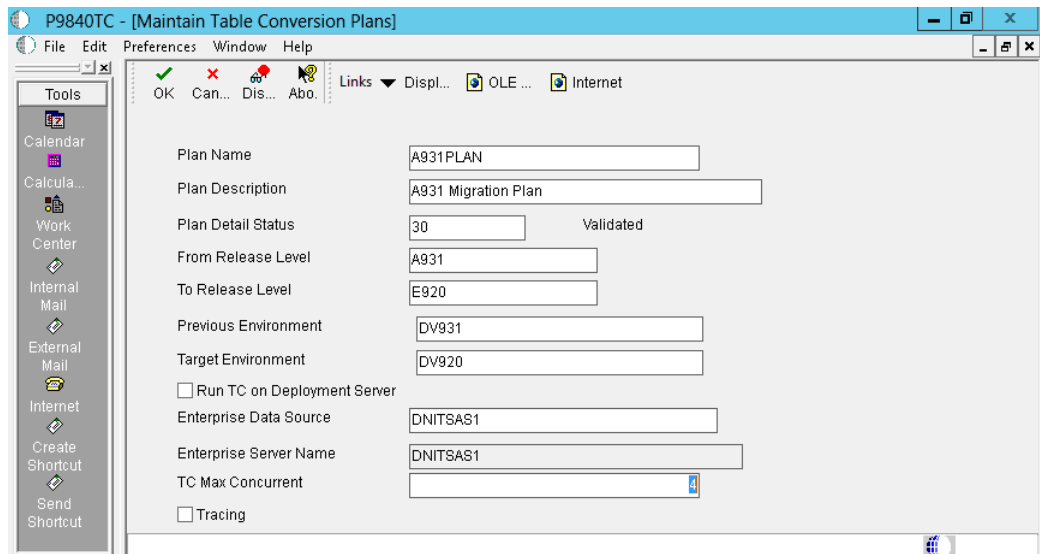 P9840TC - [Maintain Table Conversion Plans]
File Edit Preferences Window Help
Tools
OK Can... Dis... Abo. Links Displ... OLE ... Internet
Calendar
Calcula...
Work
Center
Internal
Mail
External
Mail
Internet
Create
Shortcut
Send
Shortcut
Plan Name A931PLAN
Plan Description A931 Migration Plan
Plan Detail Status 30 Validated
From Release Level A931
To Release Level E920
Previous Environment DV931
Target Environment DV920
Run TC on Deployment Server
Enterprise Data Source DNITSAS1
Enterprise Server Name DNITSAS1
TC Max Concurrent 4
Tracing